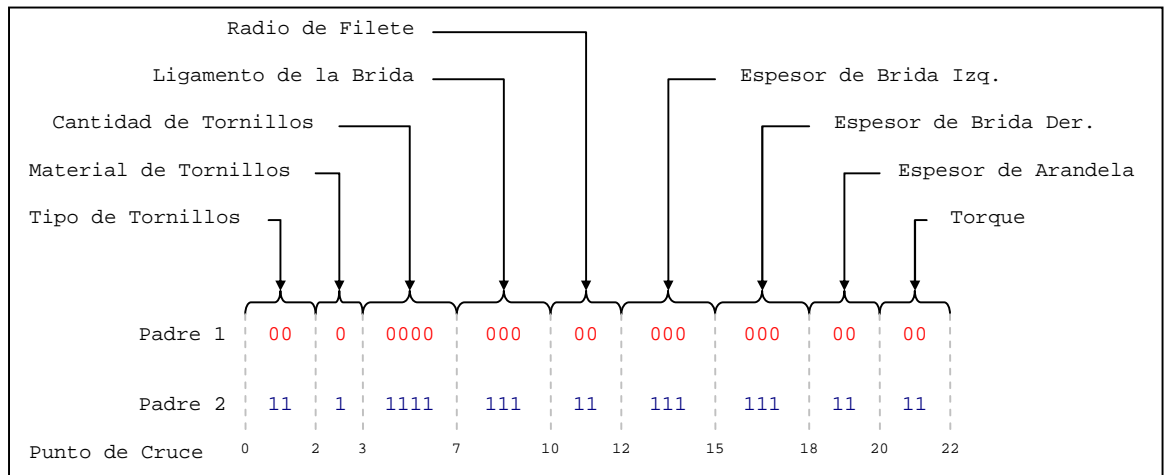 Radio de Filete
Ligamento de la Brida Espesor de Brida Izq.
Cantidad de Tornillos Espesor de Brida Der.
Material de Tornillos Espesor de Arandela
Tipo de Tornillos Torque
Padre 1 00 0 0000 000 00 000 000 00 00
Padre 2 11 1 1111 111 11 111 111 11 11
Punto de Cruce 0 2 3 7 10 12 15 18 20 22